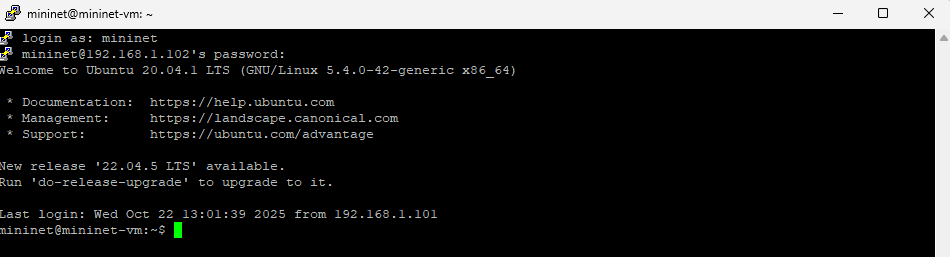 mininet@mininet-vm: ~
login as: mininet
mininet@192.168.1.102's password:
Welcome to Ubuntu 20.04.1 LTS (GNU/Linux 5.4.0-42-generic x86_64)
* Documentation:  https://help.ubuntu.com
* Management:     https://landscape.canonical.com
* Support:        https://ubuntu.com/advantage
New release '22.04.5 LTS' available.
Run 'do-release-upgrade' to upgrade to it.
Last login: Wed Oct 22 13:01:39 2025 from 192.168.1.101
mininet@mininet-vm:~$